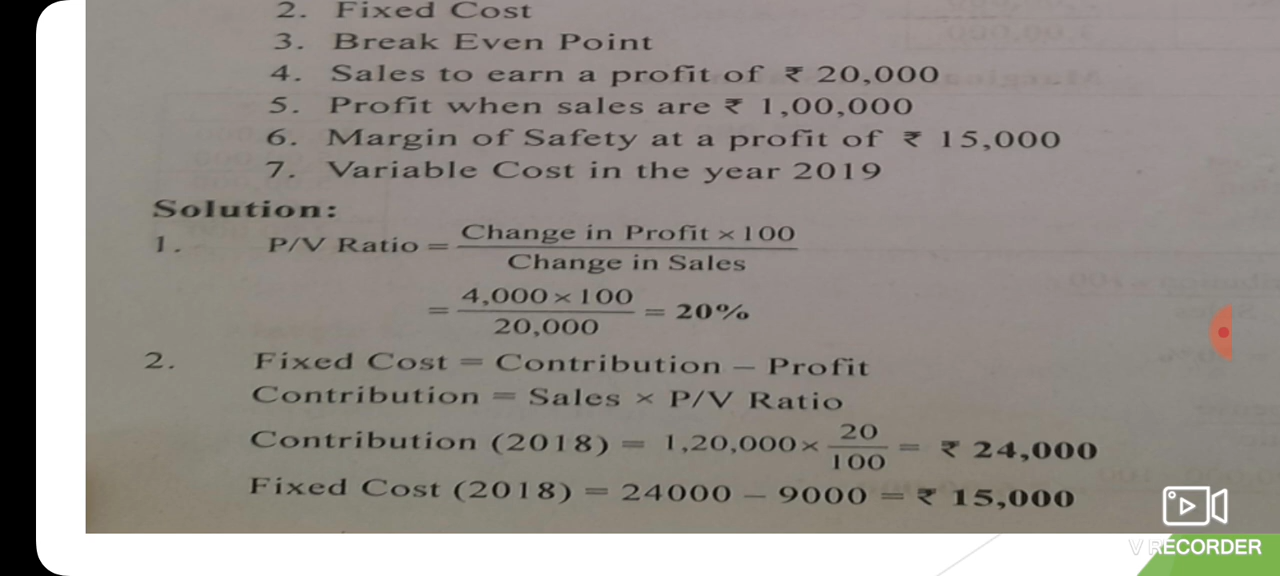 2. Fixed Cost
3. Break Even Point
4. Sales to earn a profit of ₹ 20,000
5. Profit when sales are ₹ 1,00,000
6. Margin of Safety at a profit of ₹ 15,000
7. Variable Cost in the year 2019
Solution:
1. P/V Ratio = Change in Profit × 100
Change in Sales
= 4,000 × 100
20,000
= 20%
2. Fixed Cost = Contribution − Profit
Contribution = Sales × P/V Ratio
Contribution (2018) = 1,20,000 × 20
100
= ₹ 24,000
Fixed Cost (2018) = 24000 − 9000 = ₹ 15,000
V RECORDER